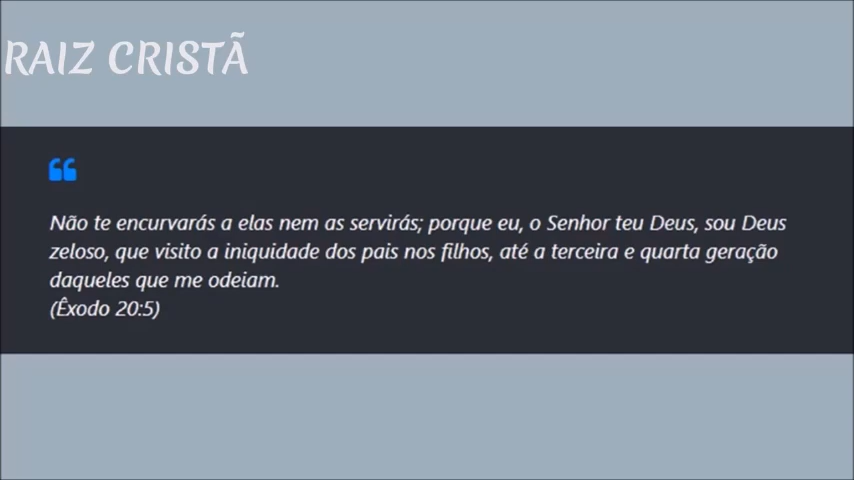 RAIZ CRISTÃ
Não te encurvarás a elas nem as servirás; porque eu, o Senhor teu Deus, sou Deus
zeloso, que visito a iniquidade dos pais nos filhos, até a terceira e quarta geração
daqueles que me odeiam.
(Êxodo 20:5)